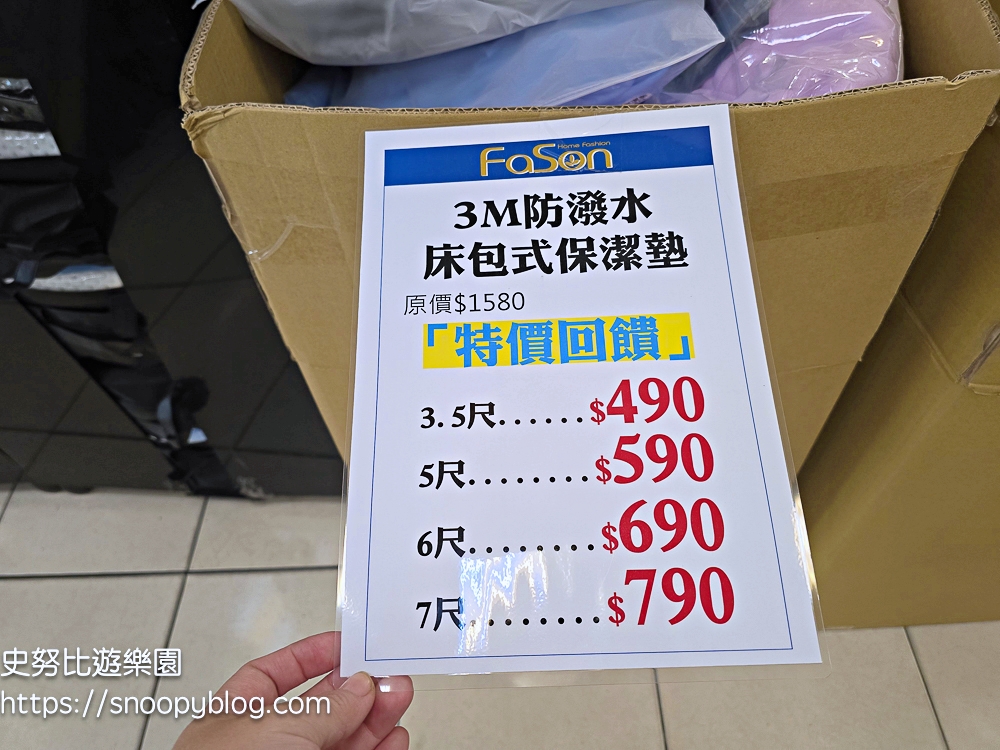 Home Fashion
FaSon
3M防潑水
床包式保潔墊
原價$1580
「特價回饋」
3.5尺......$490
5尺........$590
6尺........$690
7尺........$790
史努比遊樂園
https://snoopyblog.com